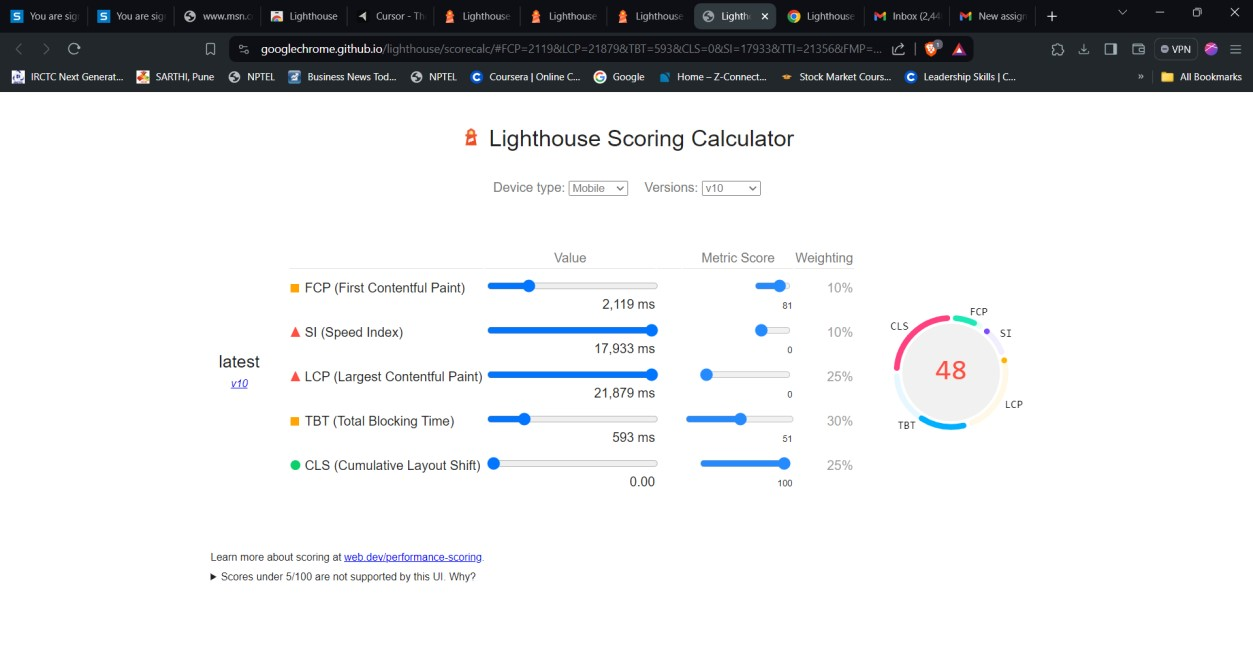 You are sig
You are sig
www.msn.c
Lighthouse
Cursor - Th
Lighthouse
Lighthouse
Lighthouse
Lighth
Lighthouse
Inbox (2,44
New assign
googlechrome.github.io/lighthouse/scorecalc/#FCP=2119&LCP=21879&TBT=593&CLS=0&SI=17933&TTI=21356&FMP=...
VPN
IRCTC Next Generat...
SARTHI, Pune
NPTEL
Business News Tod...
NPTEL
Coursera | Online C...
Google
Home – Z-Connect...
Stock Market Cours...
Leadership Skills | C...
»
All Bookmarks
Lighthouse Scoring Calculator
Device type: Mobile Versions: v10
Value Metric Score Weighting
FCP (First Contentful Paint) 10%
2,119 ms 81
SI (Speed Index) 10%
17,933 ms 0
latest
v10
LCP (Largest Contentful Paint) 25%
21,879 ms 0
TBT (Total Blocking Time) 30%
593 ms 51
CLS (Cumulative Layout Shift) 25%
0.00 100
FCP
CLS
SI
48
LCP
TBT
Learn more about scoring at web.dev/performance-scoring.
Scores under 5/100 are not supported by this UI. Why?